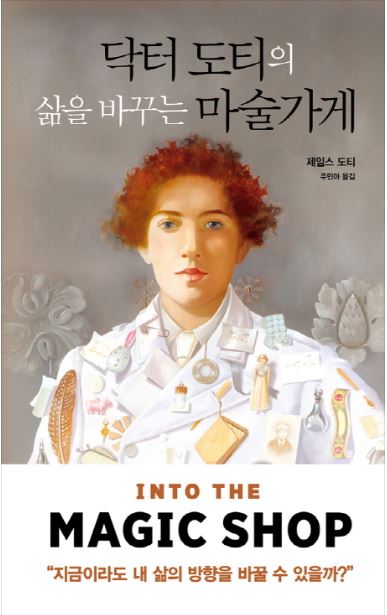 닥터 도티의
삶을 바꾸는 마술가게
제임스 도티
주민아 옮김
INTO THE
MAGIC SHOP
“지금이라도 내 삶의 방향을 바꿀 수 있을까?”